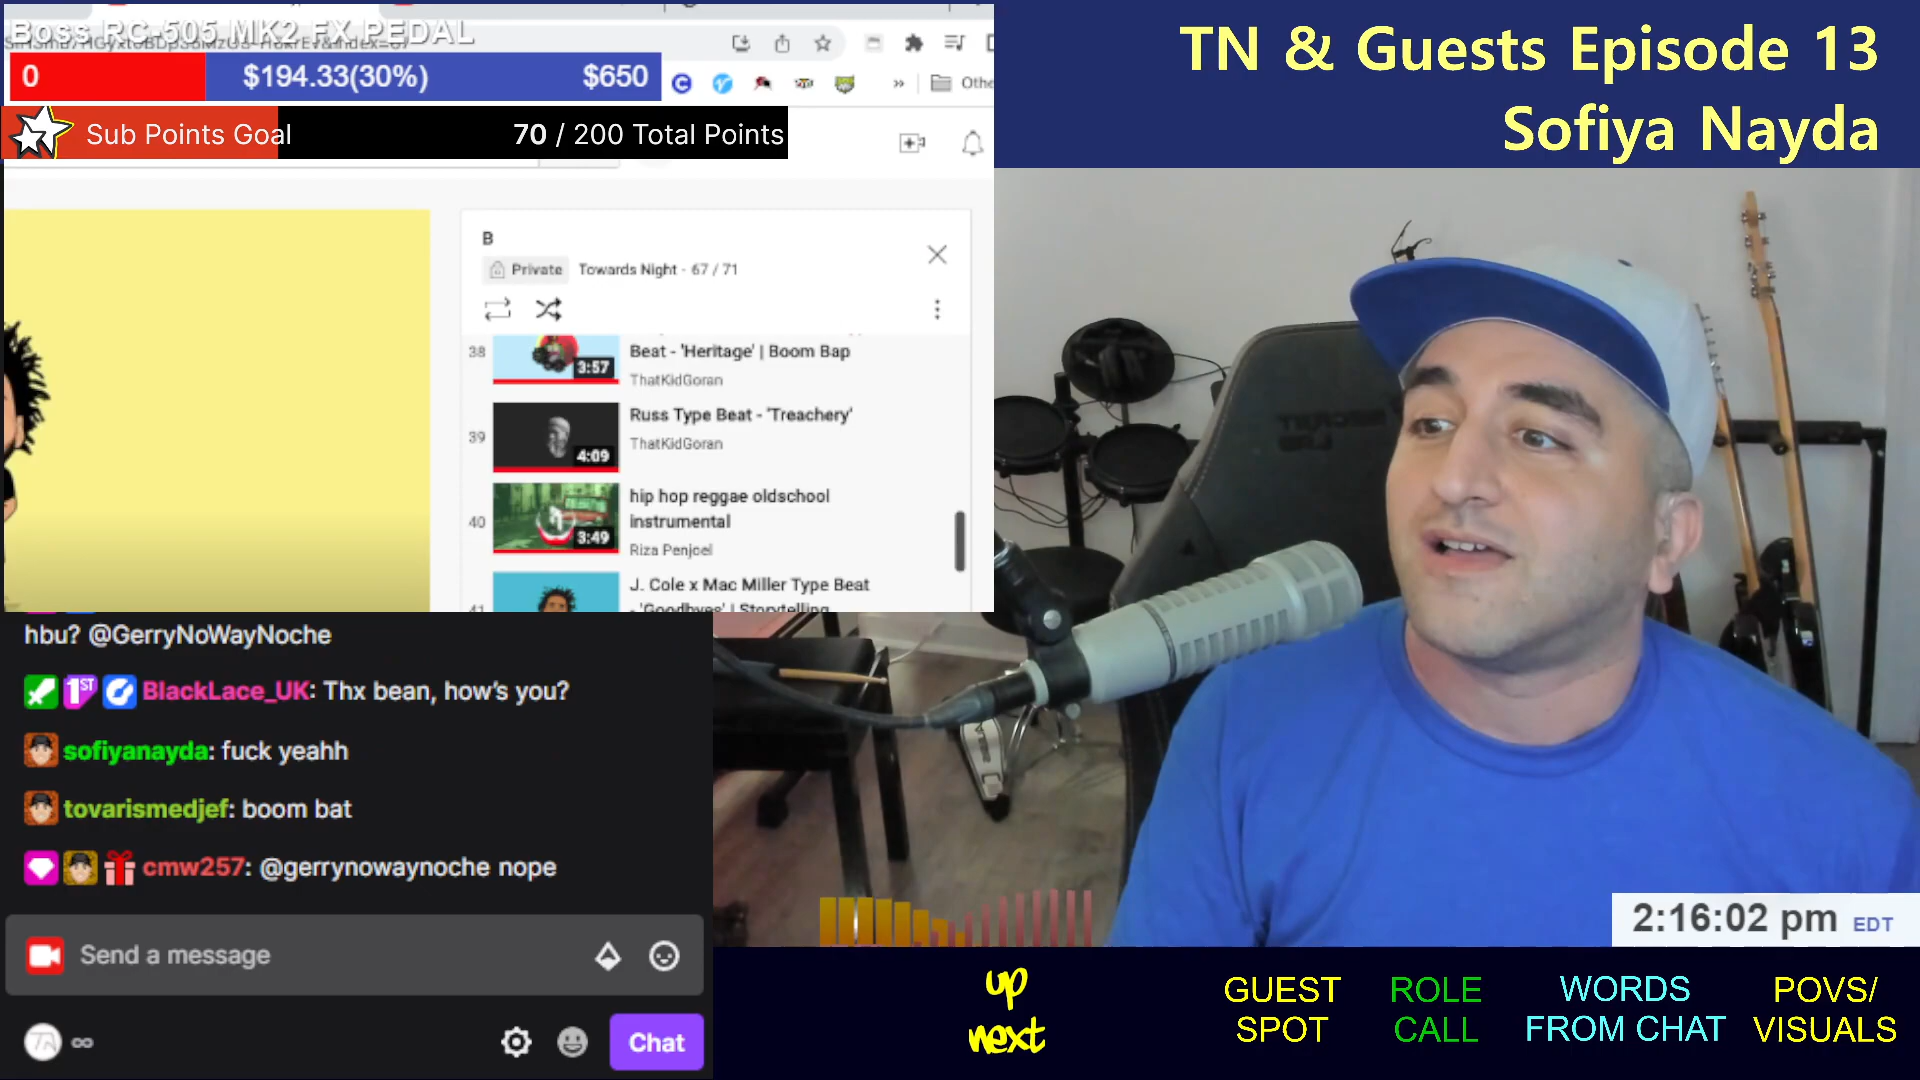 Boss RC-505 MK2 FX PEDAL
0 $194.33(30%) $650
Sub Points Goal 70 / 200 Total Points
TN & Guests Episode 13
Sofiya Nayda
B
Private Towards Night - 67 / 71
38
Beat - 'Heritage' | Boom Bap
3:57
ThatKidGoran
39
Russ Type Beat - 'Treachery'
ThatKidGoran
4:09
40
hip hop reggae oldschool
instrumental
3:49
Riza Penjoel
41
J. Cole x Mac Miller Type Beat
- 'Goodbyes' | Storytelling
hbu? @GerryNoWayNoche
1ST BlackLace_UK: Thx bean, how's you?
sofiyanayda: fuck yeahh
tovarismedjef: boom bat
cmw257: @gerrynowaynoche nope
Send a message
Chat
2:16:02 pm EDT
up
next
GUEST
SPOT
ROLE
CALL
WORDS
FROM CHAT
POVS/
VISUALS